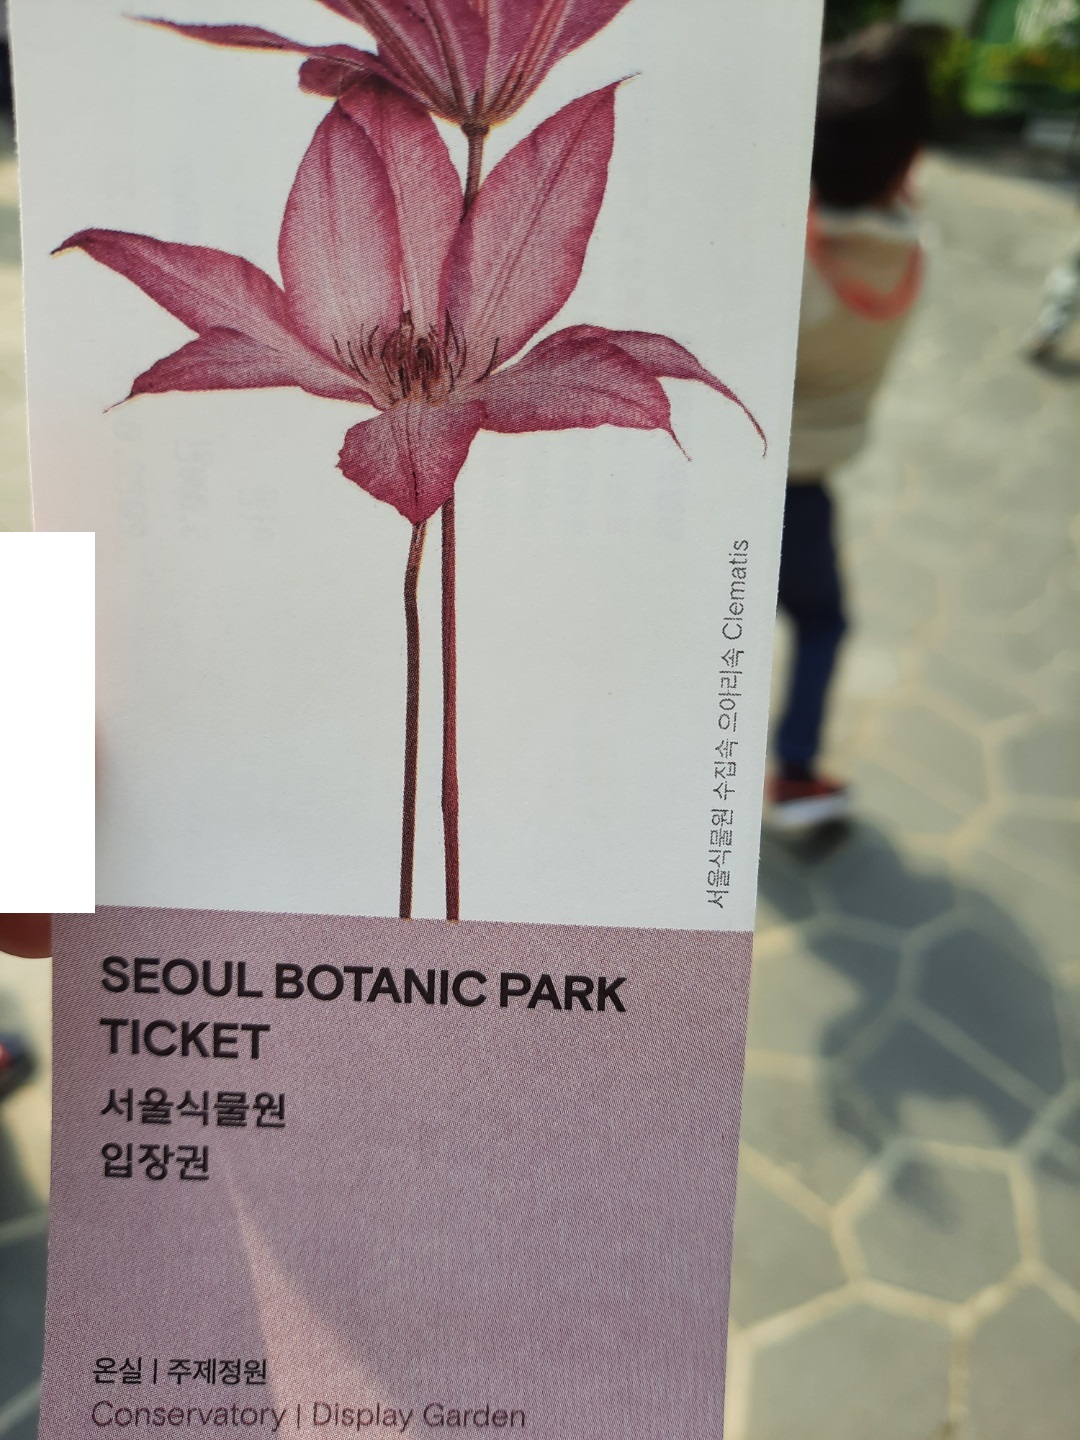 서울식물원 수집속 으아리속 Clematis
SEOUL BOTANIC PARK
TICKET
서울식물원
입장권
온실 | 주제정원
Conservatory | Display Garden